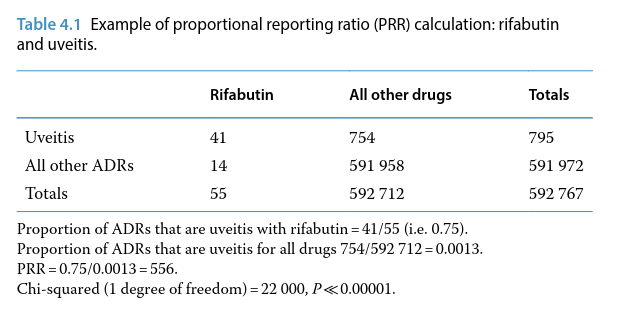 Table 4.1 Example of proportional reporting ratio (PRR) calculation: rifabutin
and uveitis.
Rifabutin All other drugs Totals
Uveitis 41 754 795
All other ADRs 14 591 958 591 972
Totals 55 592 712 592 767
Proportion of ADRs that are uveitis with rifabutin = 41/55 (i.e. 0.75).
Proportion of ADRs that are uveitis for all drugs 754/592 712 = 0.0013.
PRR = 0.75/0.0013 = 556.
Chi-squared (1 degree of freedom) = 22 000, P ≪ 0.00001.